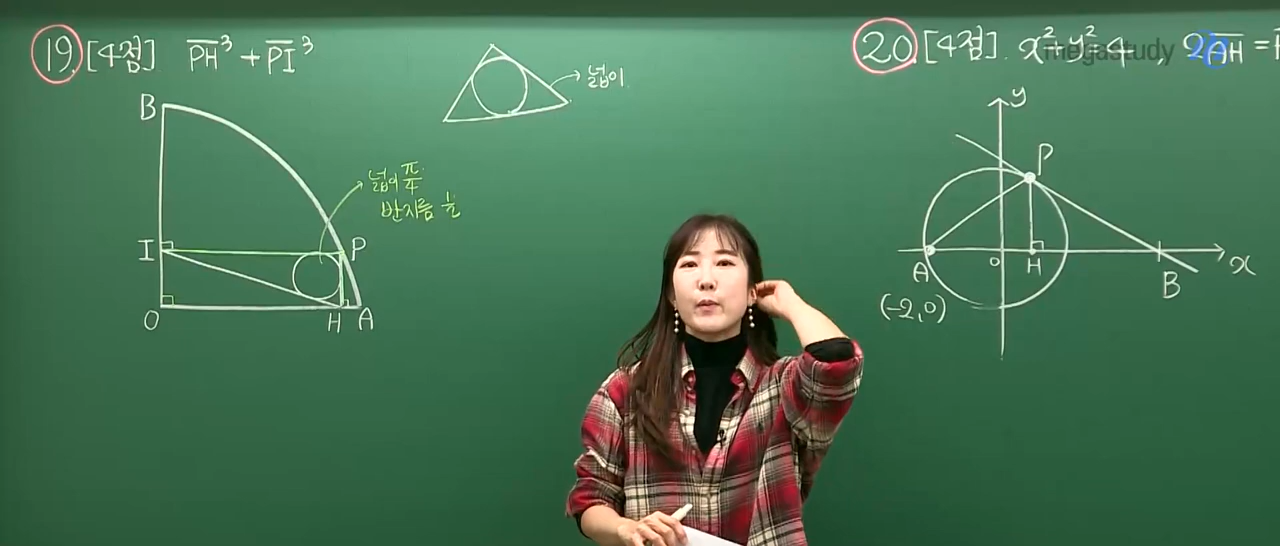 19. [4점] PH³ + PI³
넓이
B
넓이 π/4
반지름 1/2
I
P
O
H
A
20. [4점]. x²+y²=4, 2AH =
megastudy
y
P
A
O
H
B
x
(-2,0)